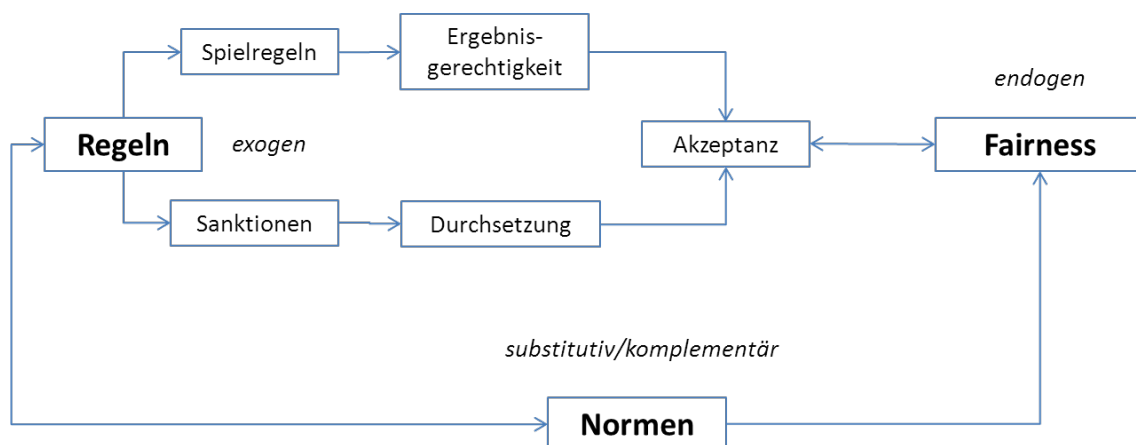 Spielregeln
Ergebnis-
gerechtigkeit
endogen
Regeln
exogen
Akzeptanz
Fairness
Sanktionen
Durchsetzung
substitutiv/komplementär
Normen